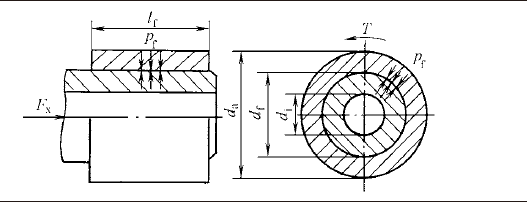 l_f
p_f
F_x
T
p_f
d_a
d_f
d_i